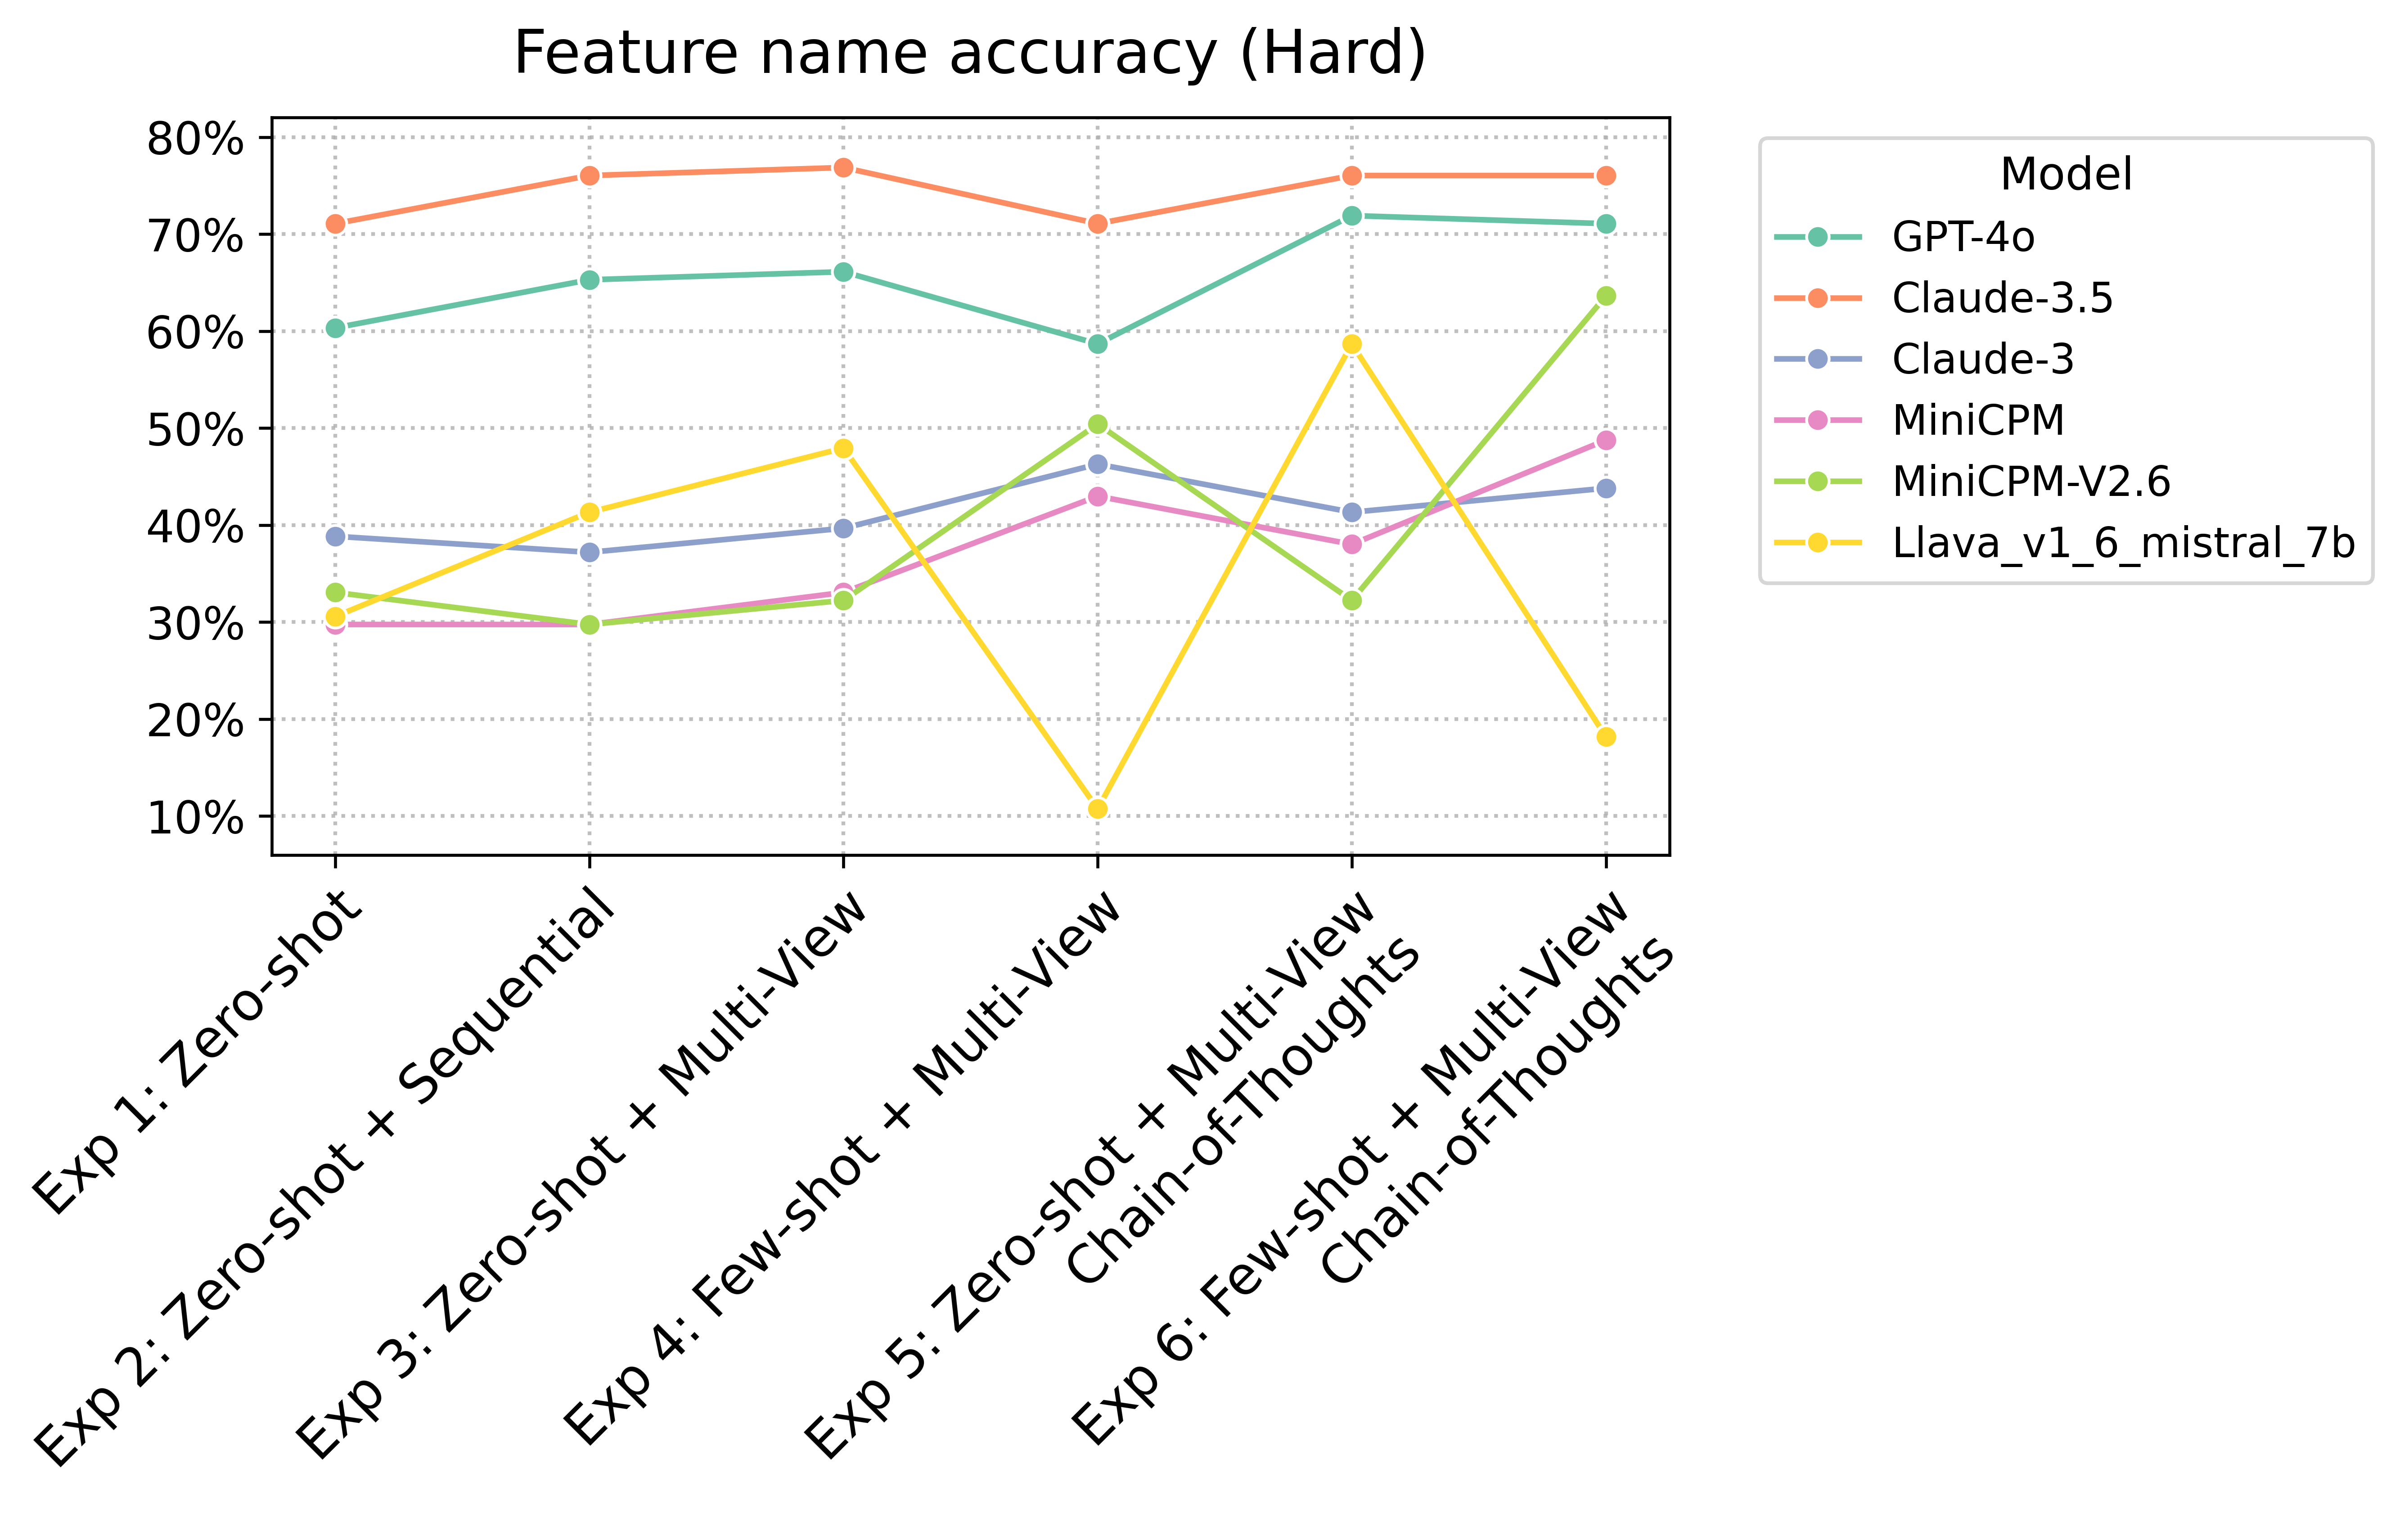 Feature name accuracy (Hard)
80%
70%
60%
50%
40%
30%
20%
10%
Exp 1: Zero-shot
Exp 2: Zero-shot + Sequential
Exp 3: Zero-shot + Multi-View
Exp 4: Few-shot + Multi-View
Exp 5: Zero-shot + Multi-View
Chain-of-Thoughts
Exp 6: Few-shot + Multi-View
Chain-of-Thoughts
Model
GPT-4o
Claude-3.5
Claude-3
MiniCPM
MiniCPM-V2.6
Llava_v1_6_mistral_7b